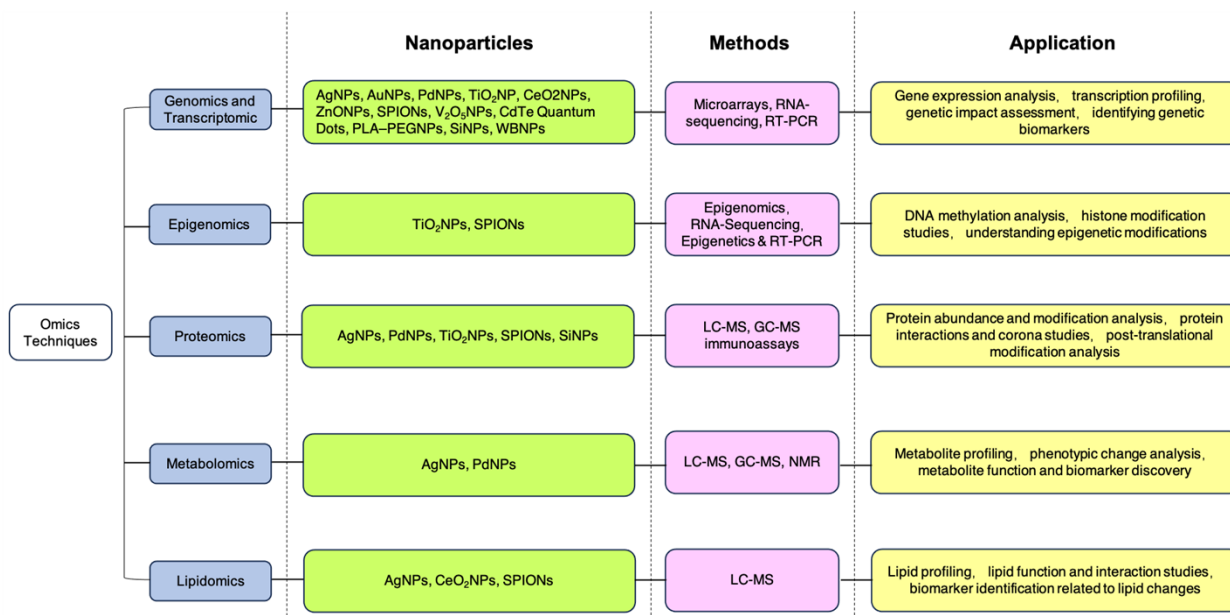 Nanoparticles
Methods
Application
Genomics and
Transcriptomic
AgNPs, AuNPs, PdNPs, TiO₂NP, CeO2NPs,
ZnONPs, SPIONs, V₂O₅NPs, CdTe Quantum
Dots, PLA–PEGNPs, SiNPs, WBNPs
Microarrays, RNA-
sequencing, RT-PCR
Gene expression analysis, transcription profiling,
genetic impact assessment, identifying genetic
biomarkers
Epigenomics
TiO₂NPs, SPIONs
Epigenomics,
RNA-Sequencing,
Epigenetics & RT-PCR
DNA methylation analysis, histone modification
studies, understanding epigenetic modifications
Omics
Techniques
Proteomics
AgNPs, PdNPs, TiO₂NPs, SPIONs, SiNPs
LC-MS, GC-MS
immunoassays
Protein abundance and modification analysis, protein
interactions and corona studies, post-translational
modification analysis
Metabolomics
AgNPs, PdNPs
LC-MS, GC-MS, NMR
Metabolite profiling, phenotypic change analysis,
metabolite function and biomarker discovery
Lipidomics
AgNPs, CeO₂NPs, SPIONs
LC-MS
Lipid profiling, lipid function and interaction studies,
biomarker identification related to lipid changes